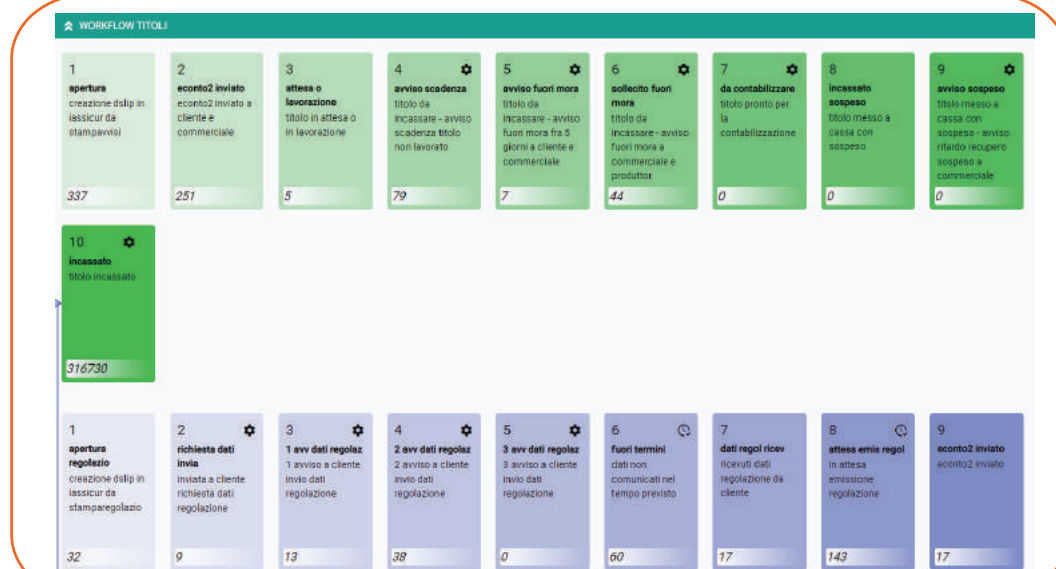 WORKFLOW TITOLI
1
apertura
creazione dslip in
iassicur da
stampavvisi
337
2
econto2 inviato
econto2 inviato a
cliente e
commerciale
251
3
attesa o
lavorazione
titolo in attesa o
in lavorazione
5
4
avviso scadenza
titolo da
incassare - avviso
scadenza titolo
non lavorato
79
5
avviso fuori mora
titolo da
incassare - avviso
fuori mora fra 5
giorni a cliente e
commerciale
7
6
sollecito fuori
mora
titolo da
incassare - avviso
fuori mora a
commerciale e
produttor
44
7
da contabilizzare
titolo pronto per
la
contabilizzazione
0
8
incassato
sospeso
titolo messo a
cassa con
sospeso
0
9
avviso sospeso
titolo messo a
cassa con
sospeso - avviso
ritardo recupero
sospeso a
commerciale
0
10
incassato
titolo incassato
316730
1
apertura
regolazio
creazione dslip in
iassicur da
stamparegolazio
32
2
richiesta dati
invia
inviata a cliente
richiesta dati
regolazione
9
3
1 avv dati regolaz
1 avviso a cliente
invio dati
regolazione
13
4
2 avv dati regolaz
2 avviso a cliente
invio dati
regolazione
38
5
3 avv dati regolaz
3 avviso a cliente
invio dati
regolazione
0
6
fuori termini
dati non
comunicati nel
tempo previsto
60
7
dati regol ricev
ricevuti dati
regolazione da
cliente
17
8
attesa emis regol
in attesa
emissione
regolazione
143
9
econto2 inviato
econto2 inviato
17